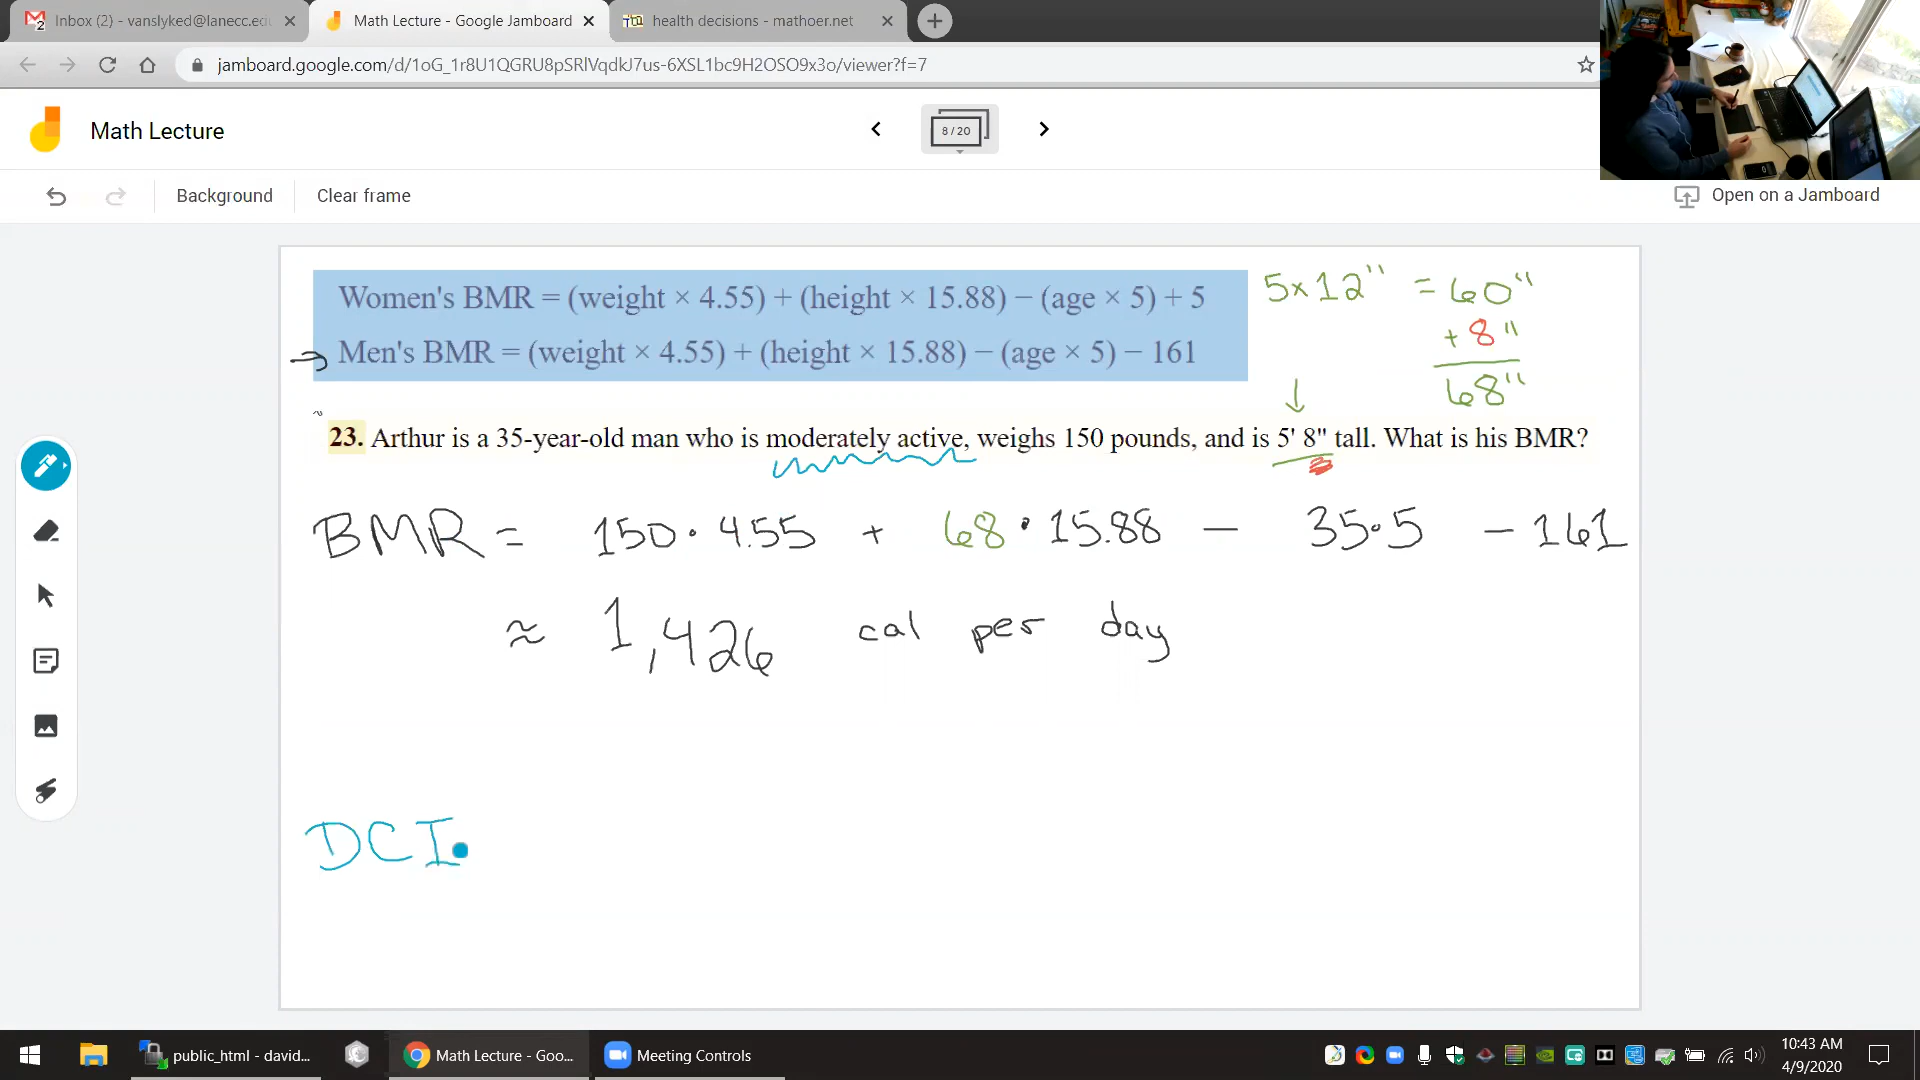 Inbox (2) - vanslyked@lanecc.edu
Math Lecture - Google Jamboard
health decisions - mathoer.net
jamboard.google.com/d/1oG_1r8U1QGRU8pSRlVqdkJ7us-6XSL1bc9H2OSO9x3o/viewer?f=7
Math Lecture
8 / 20
Background
Clear frame
Open on a Jamboard
Women's BMR = (weight × 4.55) + (height × 15.88) − (age × 5) + 5
Men's BMR = (weight × 4.55) + (height × 15.88) − (age × 5) − 161
5×12" = 60"
+ 8"
68"
23. Arthur is a 35-year-old man who is moderately active, weighs 150 pounds, and is 5' 8" tall. What is his BMR?
BMR = 150 · 4.55 + 68 · 15.88 − 35·5 − 161
≈ 1,426 cal per day
DCI
public_html - david...
Math Lecture - Goo...
Meeting Controls
10:43 AM
4/9/2020